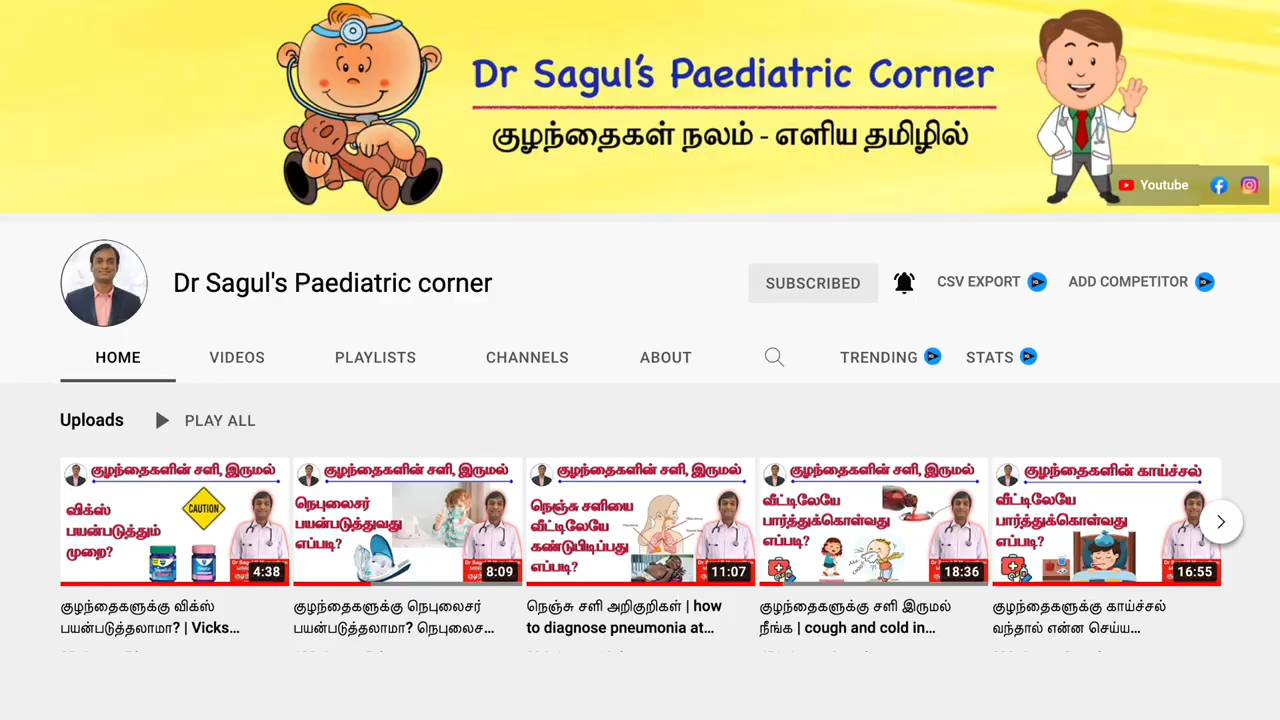 Dr Sagul's Paediatric Corner
குழந்தைகள் நலம் - எளிய தமிழில்
Youtube
Dr Sagul's Paediatric corner
SUBSCRIBED
CSV EXPORT
ADD COMPETITOR
HOME
VIDEOS
PLAYLISTS
CHANNELS
ABOUT
TRENDING
STATS
Uploads
PLAY ALL
குழந்தைகளின் சளி, இருமல்
விக்ஸ்
பயன்படுத்தும்
முறை?
CAUTION
4:38
குழந்தைகளுக்கு விக்ஸ்
பயன்படுத்தலாமா? | Vicks...
குழந்தைகளின் சளி, இருமல்
நெபுலைசர்
பயன்படுத்துவது
எப்படி?
8:09
குழந்தைகளுக்கு நெபுலைசர்
பயன்படுத்தலாமா? நெபுலைச...
குழந்தைகளின் சளி, இருமல்
நெஞ்சு சளியை
வீட்டிலேயே
கண்டுபிடிப்பது
எப்படி?
11:07
நெஞ்சு சளி அறிகுறிகள் | how
to diagnose pneumonia at...
குழந்தைகளின் சளி, இருமல்
வீட்டிலேயே
பார்த்துக்கொள்வது
எப்படி?
18:36
குழந்தைகளுக்கு சளி இருமல்
நீங்க | cough and cold in...
குழந்தைகளின் காய்ச்சல்
வீட்டிலேயே
பார்த்துக்கொள்வது
எப்படி?
16:55
குழந்தைகளுக்கு காய்ச்சல்
வந்தால் என்ன செய்ய...